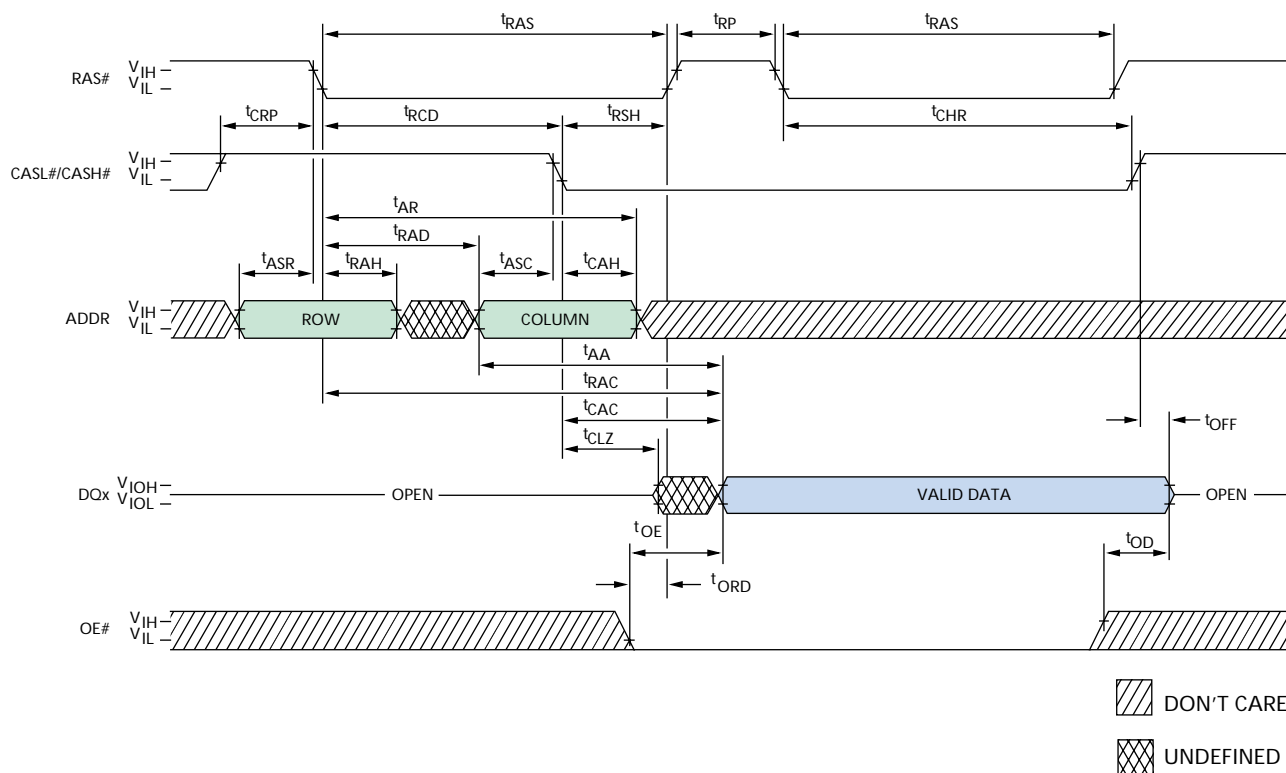 tRAS tRP tRAS
RAS# VIH
VIL
tCRP tRCD tRSH tCHR
CASL#/CASH# VIH
VIL
tAR
tRAD
tASR tRAH tASC tCAH
ADDR VIH
VIL
ROW COLUMN
tAA
tRAC
tCAC
tOFF
tCLZ
DQx VIOH
VIOL
OPEN VALID DATA OPEN
tOE tOD
tORD
OE# VIH
VIL
DON'T CARE
UNDEFINED